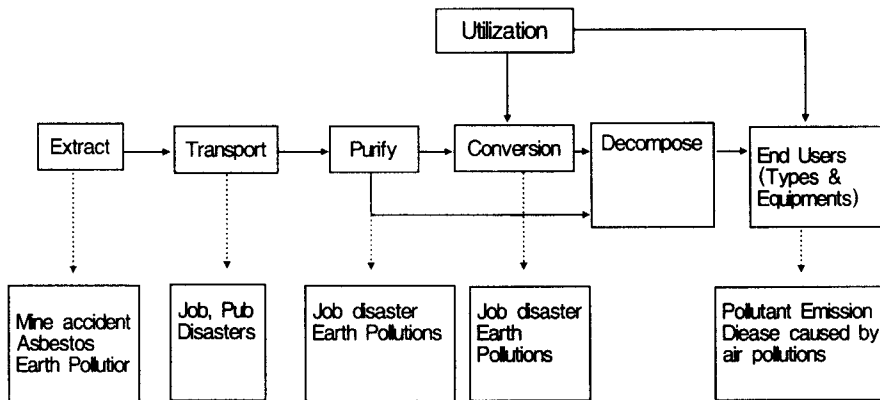 Utilization
Extract
Transport
Purify
Conversion
Decompose
End Users
(Types &
Equipments)
Mine accident
Asbestos
Earth Pollutior
Job, Pub
Disasters
Job disaster
Earth Pollutions
Job disaster
Earth
Pollutions
Pollutant Emission
Diease caused by
air pollutions